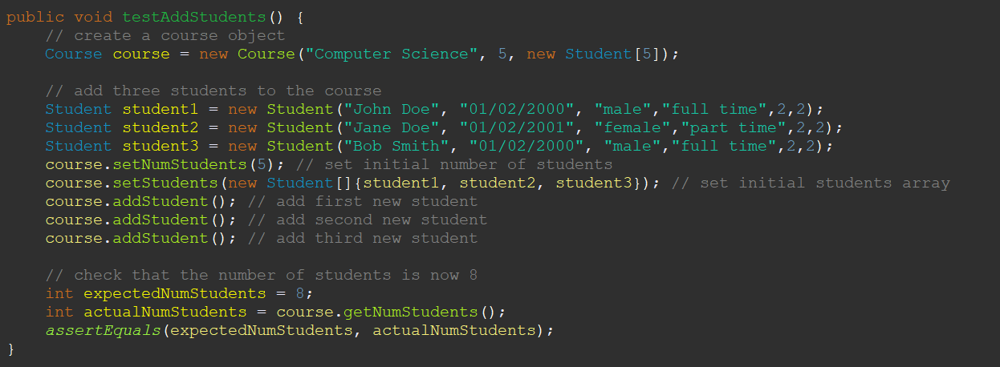 public void testAddStudents() {
    // create a course object
    Course course = new Course("Computer Science", 5, new Student[5]);

    // add three students to the course
    Student student1 = new Student("John Doe", "01/02/2000", "male","full time",2,2);
    Student student2 = new Student("Jane Doe", "01/02/2001", "female","part time",2,2);
    Student student3 = new Student("Bob Smith", "01/02/2000", "male","full time",2,2);
    course.setNumStudents(5); // set initial number of students
    course.setStudents(new Student[]{student1, student2, student3}); // set initial students array
    course.addStudent(); // add first new student
    course.addStudent(); // add second new student
    course.addStudent(); // add third new student

    // check that the number of students is now 8
    int expectedNumStudents = 8;
    int actualNumStudents = course.getNumStudents();
    assertEquals(expectedNumStudents, actualNumStudents);
}